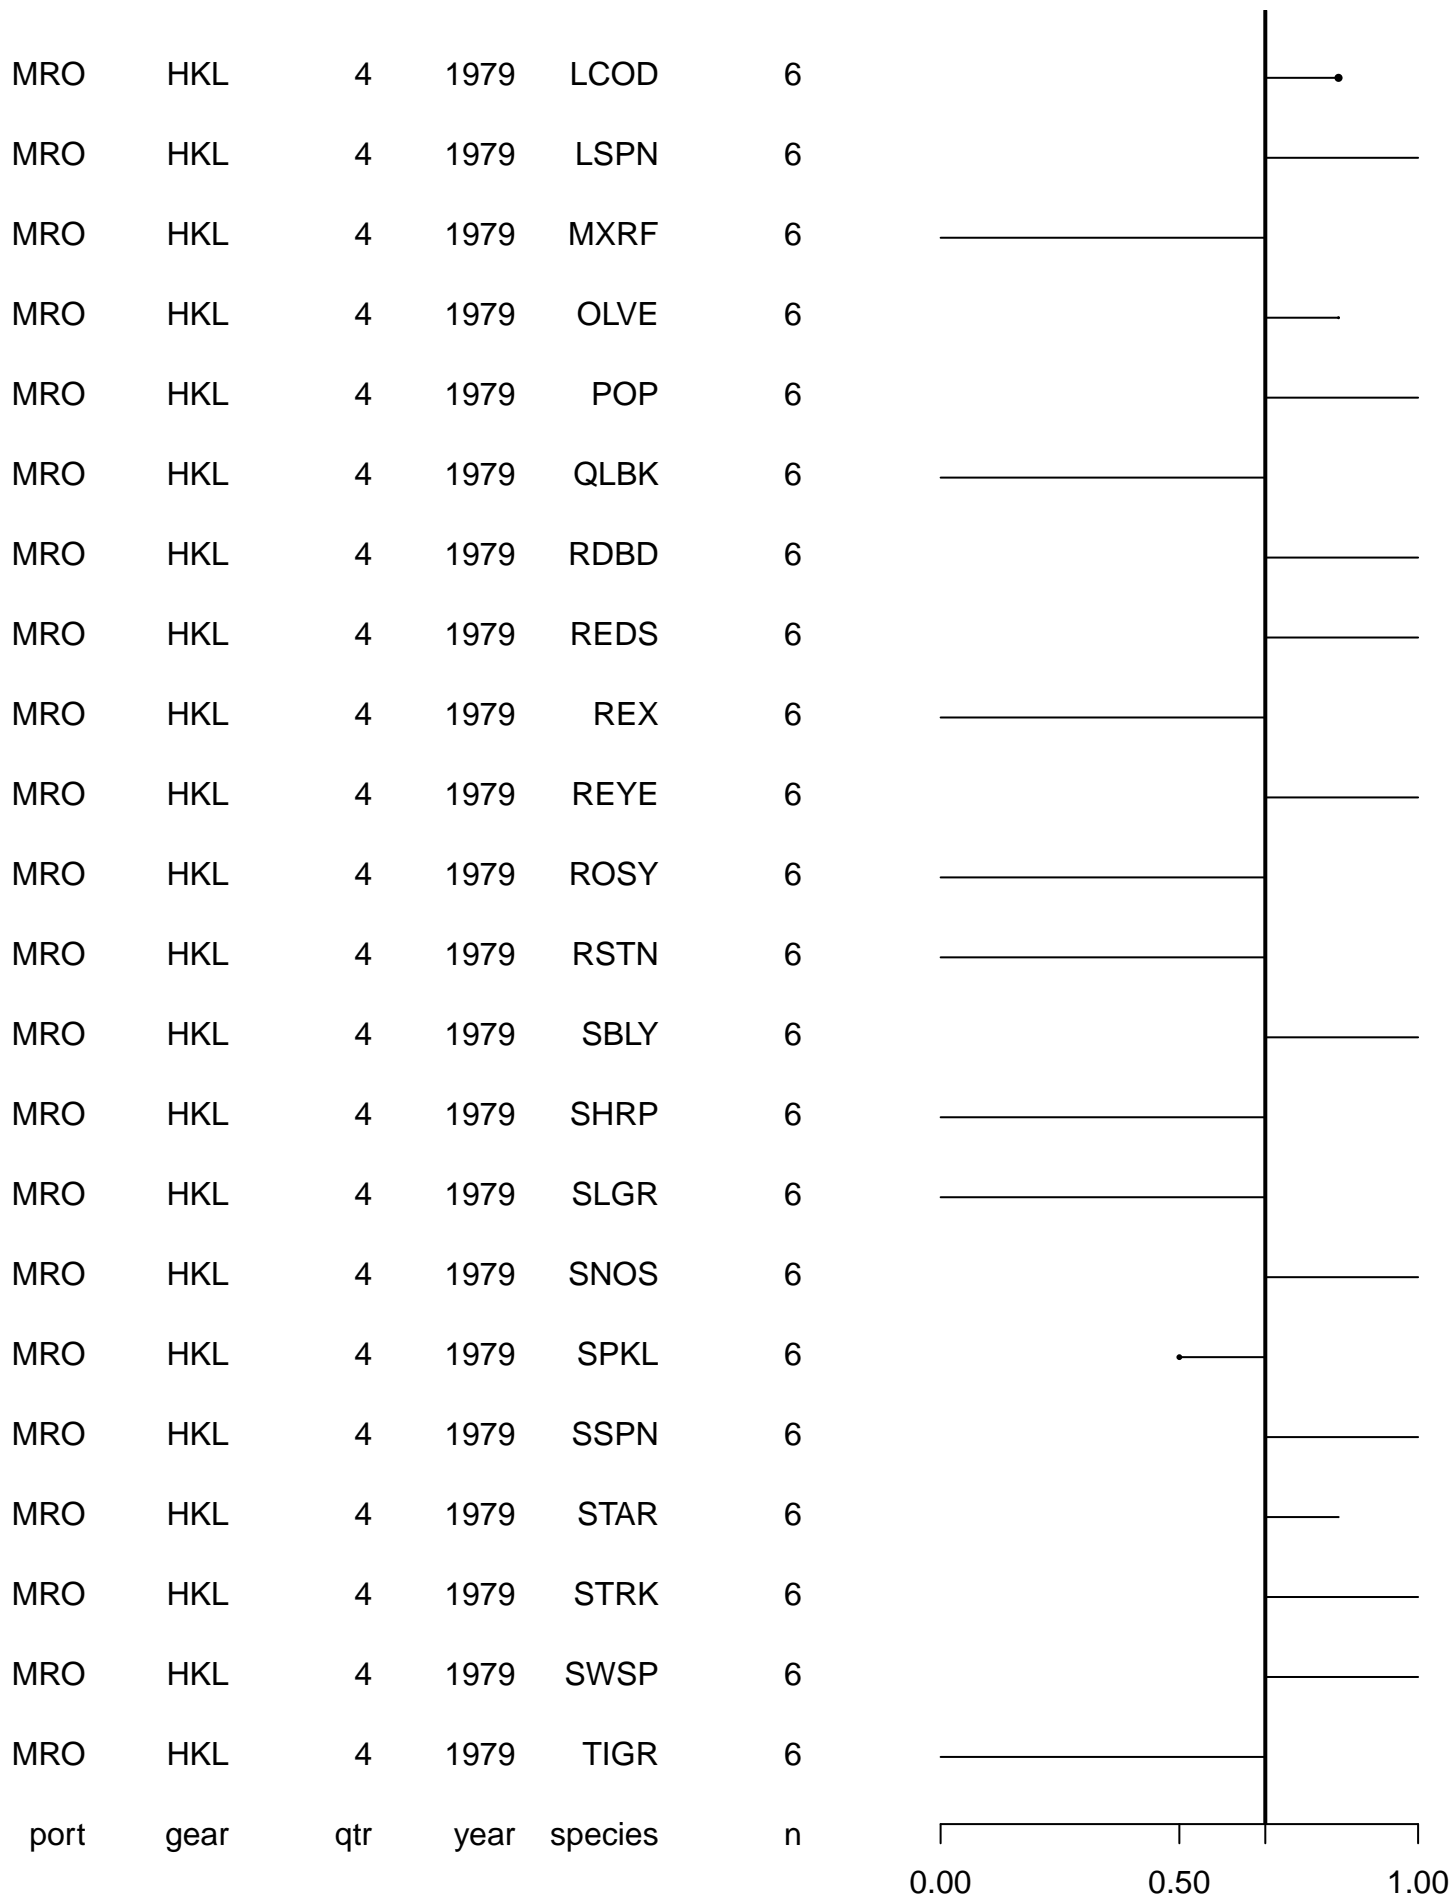 MRO HKL 4 1979 LCOD 6
MRO HKL 4 1979 LSPN 6
MRO HKL 4 1979 MXRF 6
MRO HKL 4 1979 OLVE 6
MRO HKL 4 1979 POP 6
MRO HKL 4 1979 QLBK 6
MRO HKL 4 1979 RDBD 6
MRO HKL 4 1979 REDS 6
MRO HKL 4 1979 REX 6
MRO HKL 4 1979 REYE 6
MRO HKL 4 1979 ROSY 6
MRO HKL 4 1979 RSTN 6
MRO HKL 4 1979 SBLY 6
MRO HKL 4 1979 SHRP 6
MRO HKL 4 1979 SLGR 6
MRO HKL 4 1979 SNOS 6
MRO HKL 4 1979 SPKL 6
MRO HKL 4 1979 SSPN 6
MRO HKL 4 1979 STAR 6
MRO HKL 4 1979 STRK 6
MRO HKL 4 1979 SWSP 6
MRO HKL 4 1979 TIGR 6
port gear qtr year species n
0.00 0.50 1.00